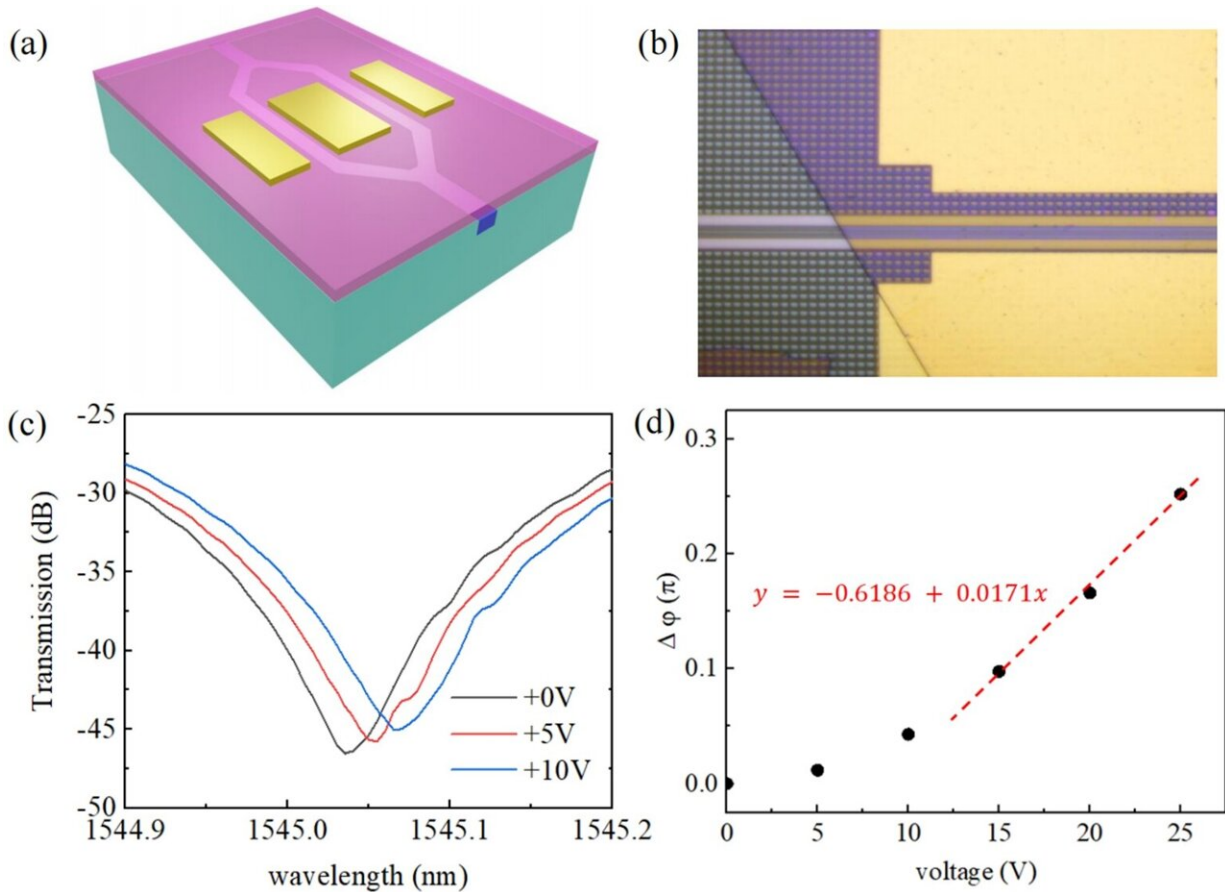 (a)
(b)
(c)
-25
-30
-35
-40
-45
-50
Transmission (dB)
+0V
+5V
+10V
1544.9 1545.0 1545.1 1545.2
wavelength (nm)
(d)
0.3
0.2
0.1
0.0
Δ φ (π)
y = −0.6186 + 0.0171x
0 5 10 15 20 25
voltage (V)